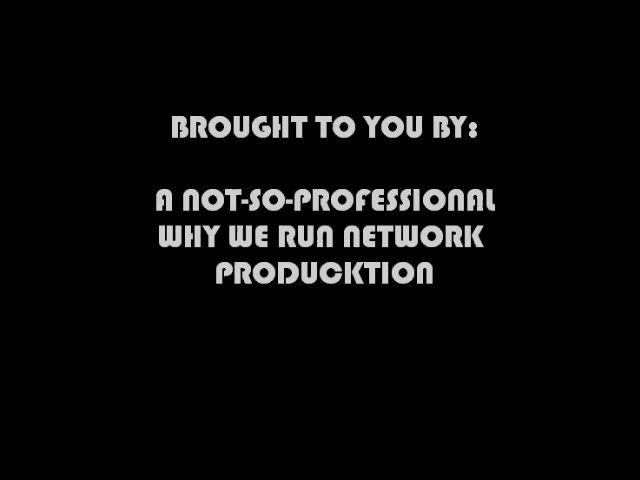 BROUGHT TO YOU BY:
A NOT-SO-PROFESSIONAL
WHY WE RUN NETWORK
PRODUCKTION